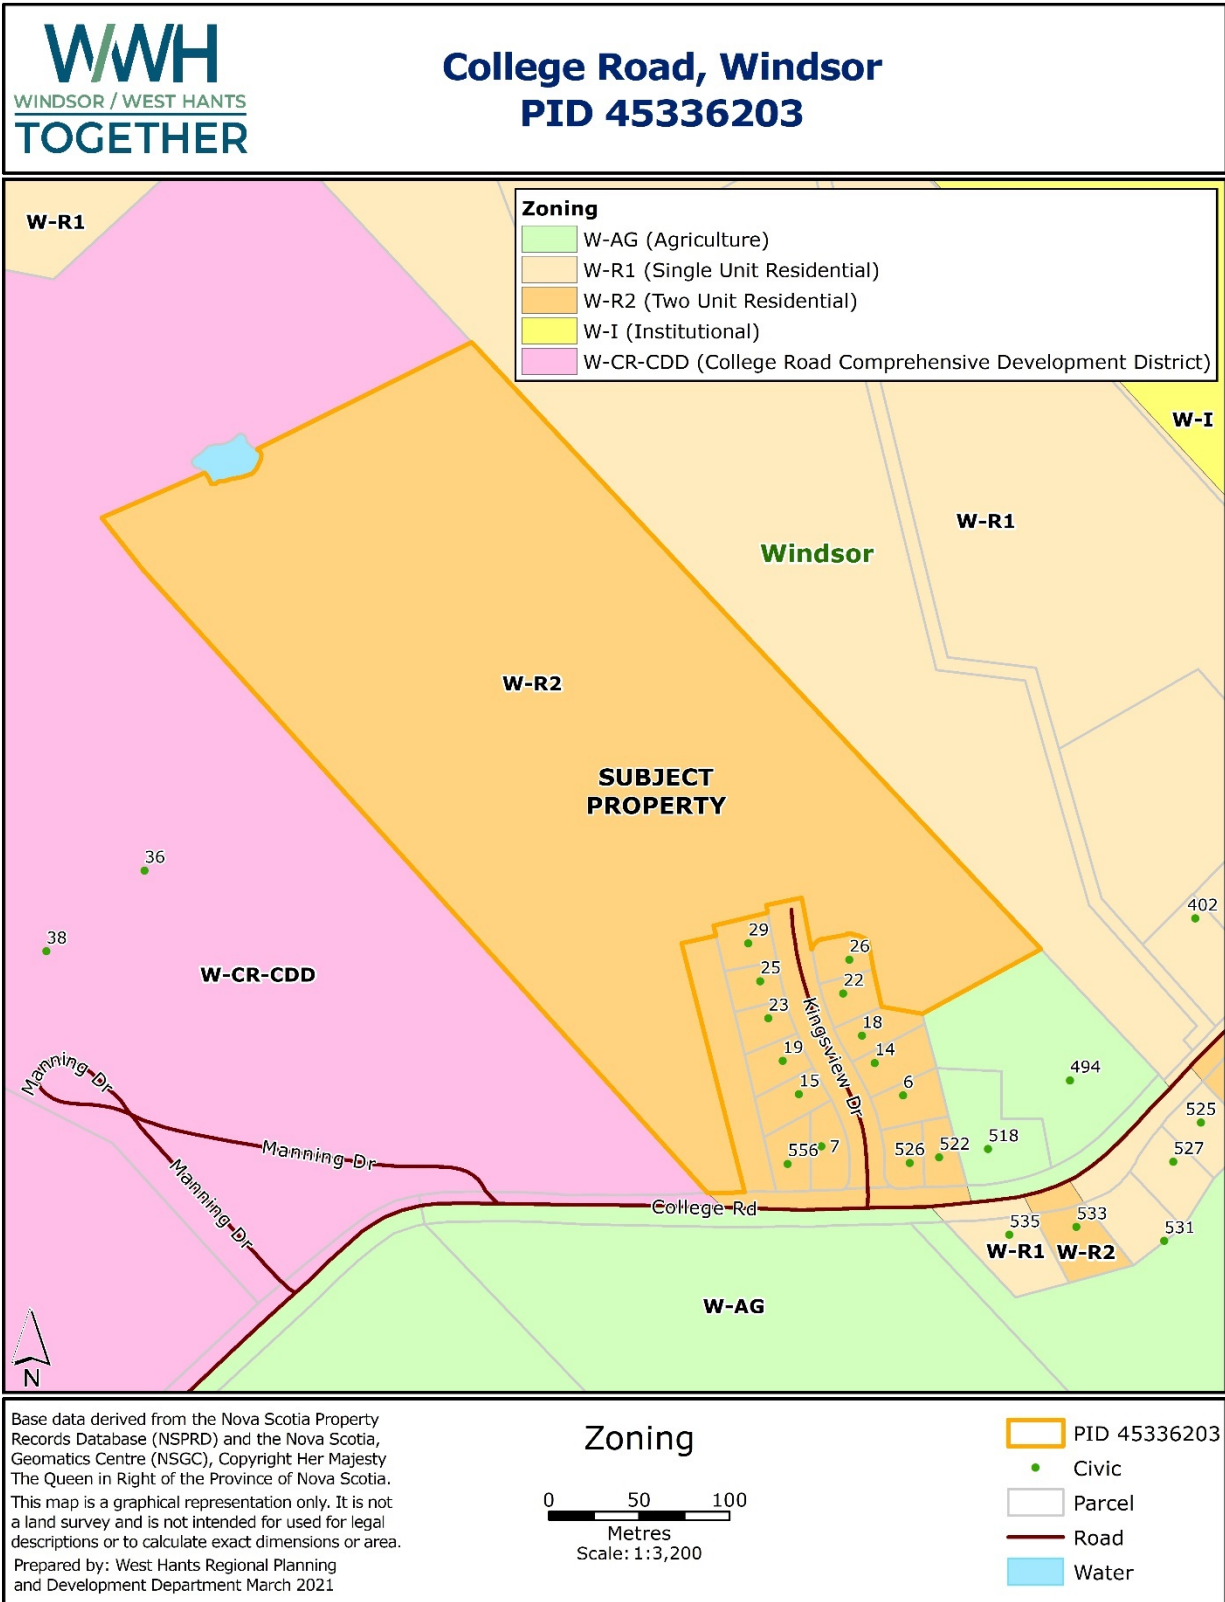 WWH
WINDSOR / WEST HANTS
TOGETHER
College Road, Windsor
PID 45336203
Zoning
W-AG (Agriculture)
W-R1 (Single Unit Residential)
W-R2 (Two Unit Residential)
W-I (Institutional)
W-CR-CDD (College Road Comprehensive Development District)
W-R1
W-I
W-R1
Windsor
W-R2
SUBJECT
PROPERTY
36
38
W-CR-CDD
402
29
26
25
22
23
18
19
14
15
6
Kingsview Dr
494
556
7
526
522
518
525
527
Manning Dr
Manning Dr
Manning Dr
College Rd
535
533
531
W-R1
W-R2
W-AG
N
Base data derived from the Nova Scotia Property
Records Database (NSPRD) and the Nova Scotia,
Geomatics Centre (NSGC), Copyright Her Majesty
The Queen in Right of the Province of Nova Scotia.
This map is a graphical representation only. It is not
a land survey and is not intended for used for legal
descriptions or to calculate exact dimensions or area.
Prepared by: West Hants Regional Planning
and Development Department March 2021
Zoning
0 50 100
Metres
Scale: 1:3,200
PID 45336203
Civic
Parcel
Road
Water